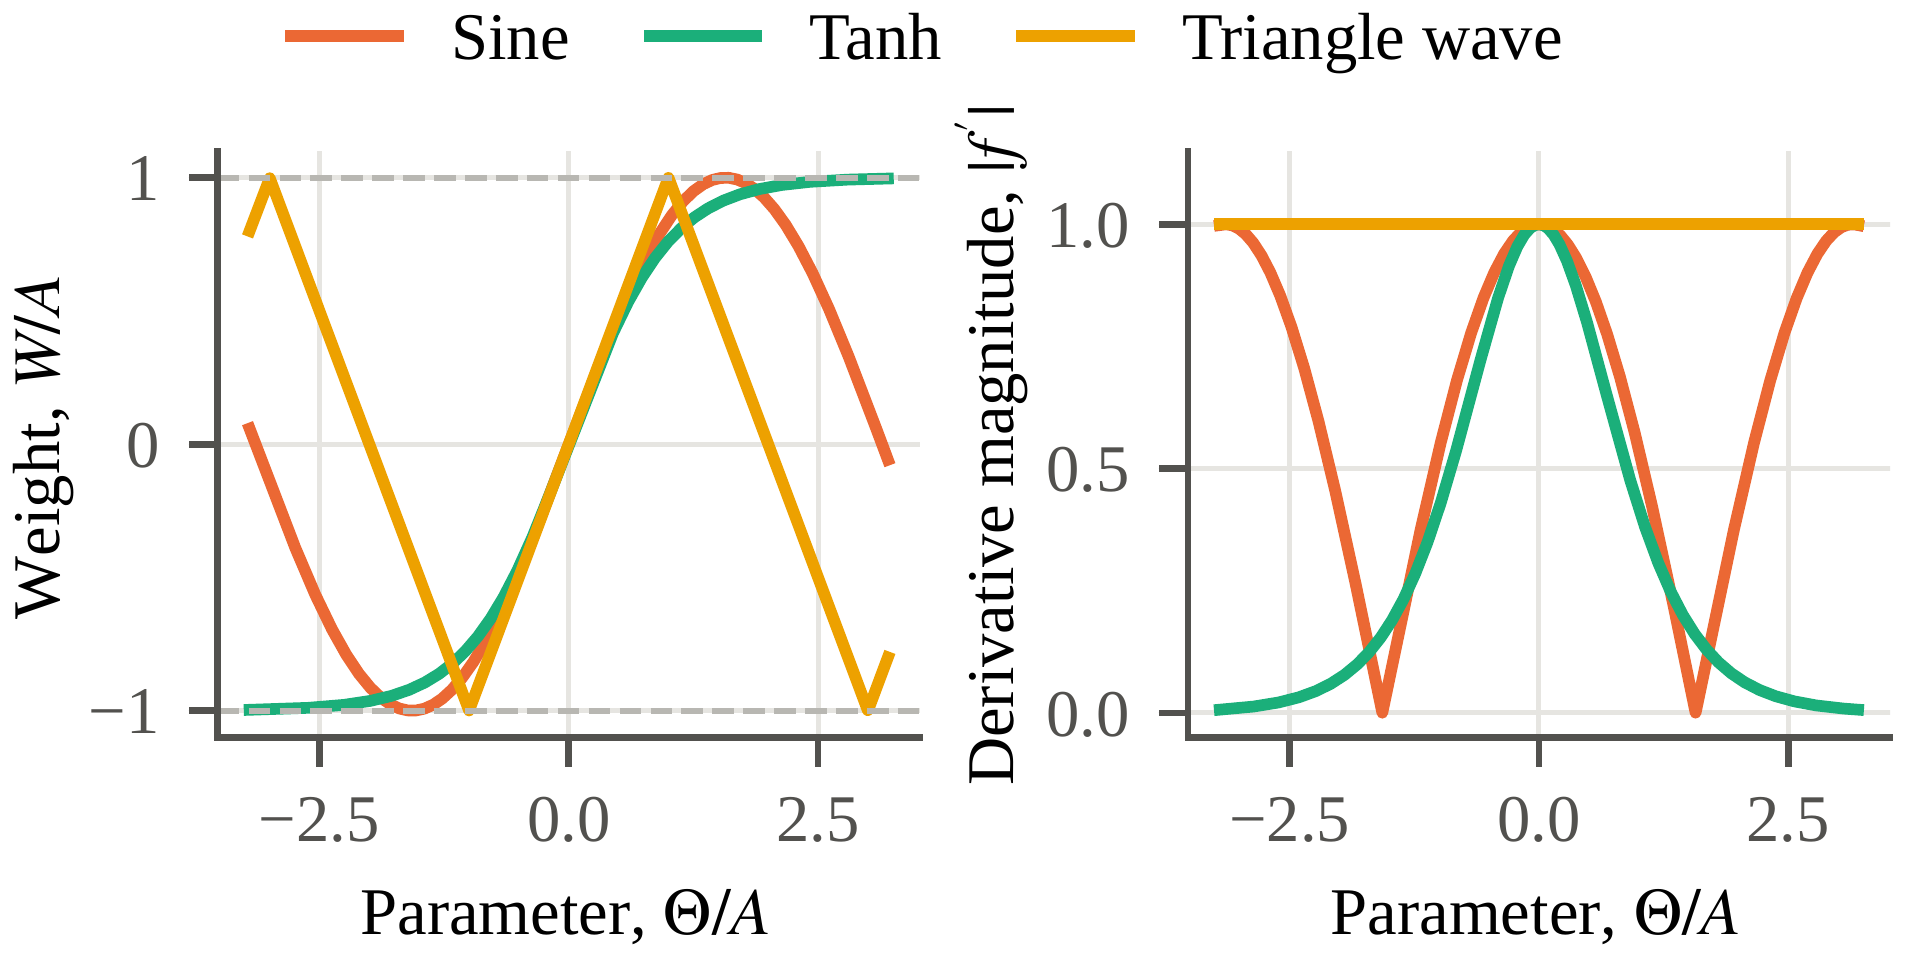 Sine Tanh Triangle wave
Weight, W/A
1
0
−1
−2.5 0.0 2.5
Parameter, Θ/A
Derivative magnitude, |f′|
1.0
0.5
0.0
−2.5 0.0 2.5
Parameter, Θ/A